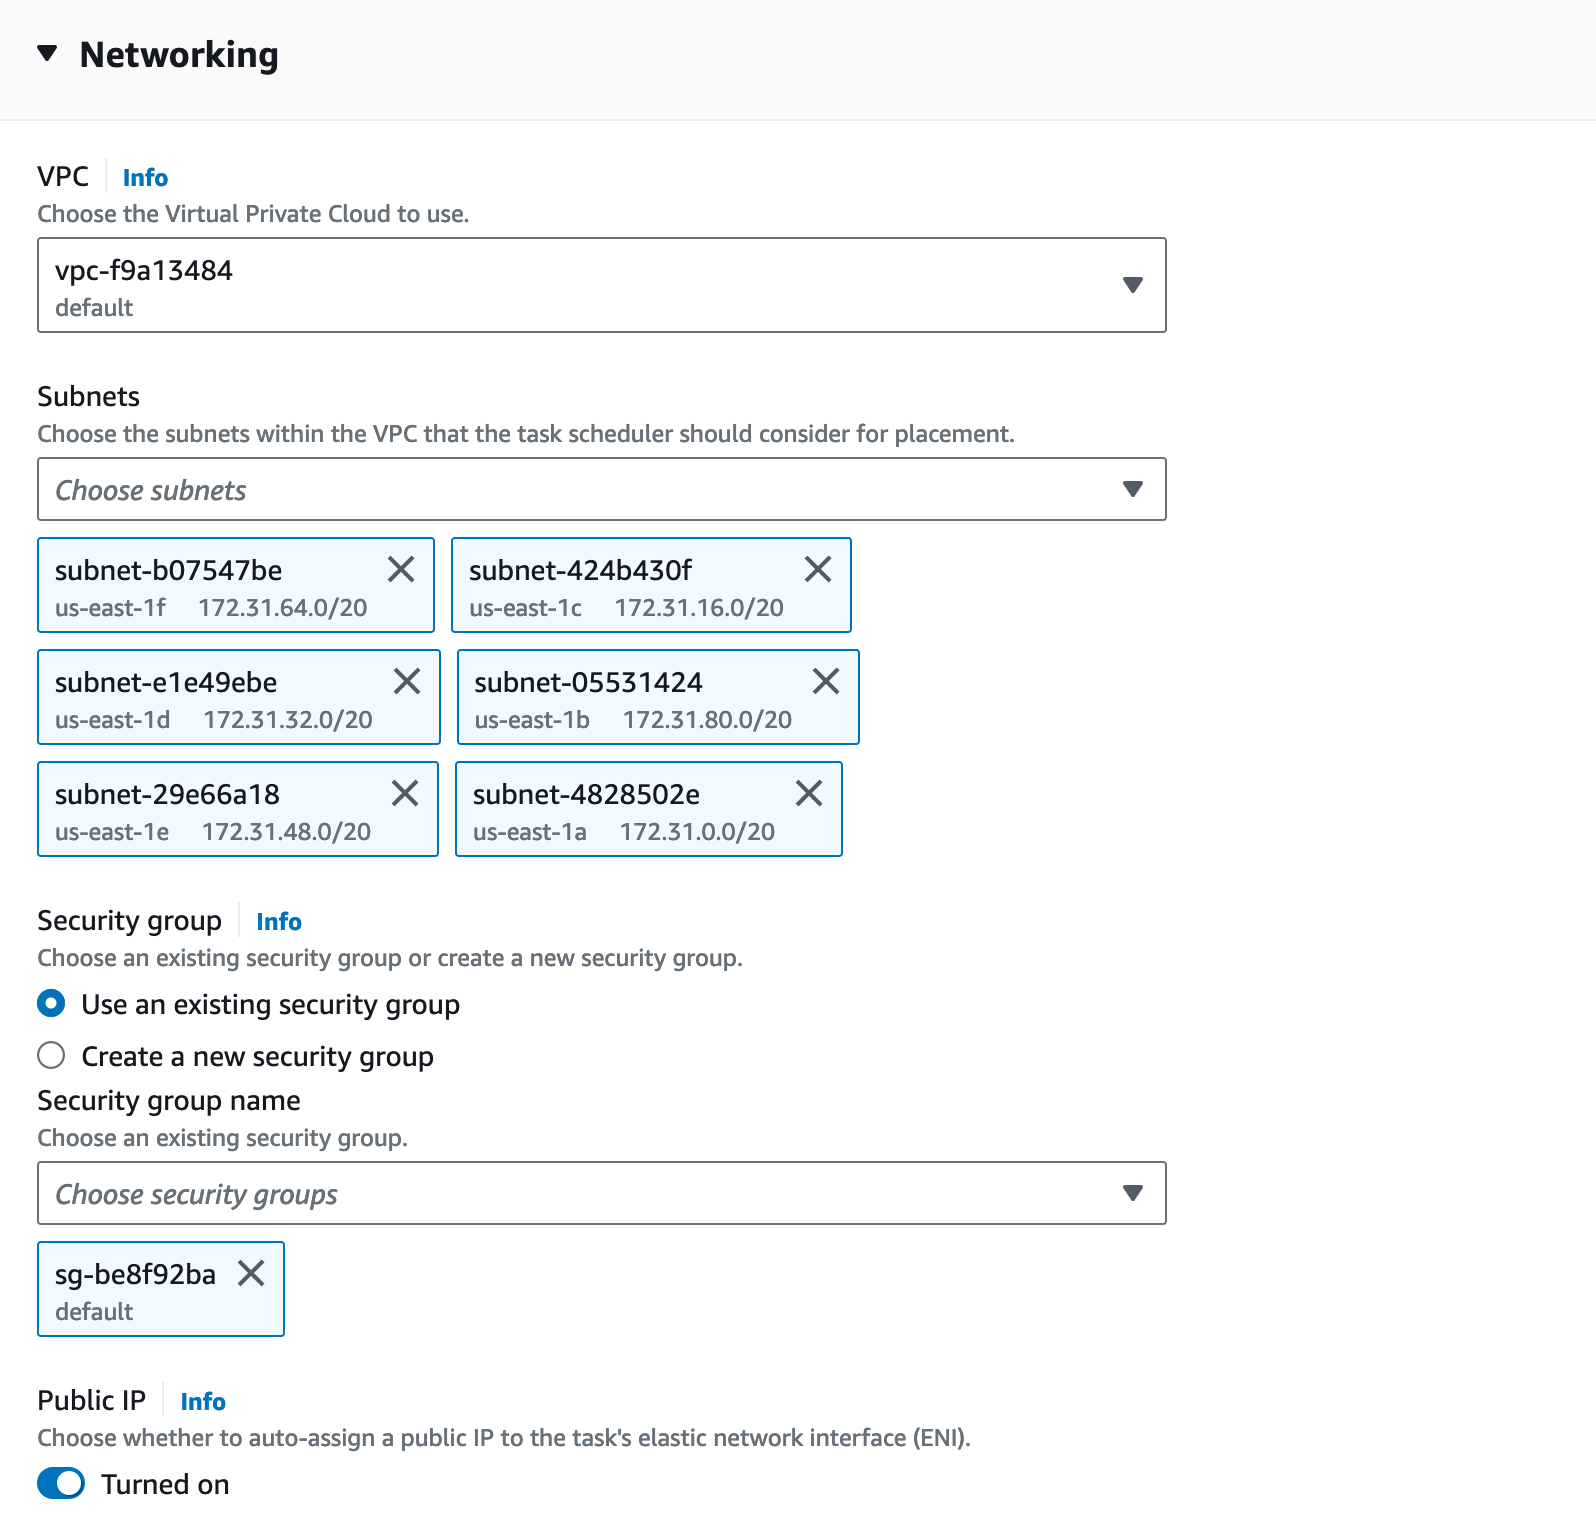 Networking
VPC Info
Choose the Virtual Private Cloud to use.
vpc-f9a13484
default
Subnets
Choose the subnets within the VPC that the task scheduler should consider for placement.
Choose subnets
subnet-b07547be
us-east-1f 172.31.64.0/20
subnet-424b430f
us-east-1c 172.31.16.0/20
subnet-e1e49ebe
us-east-1d 172.31.32.0/20
subnet-05531424
us-east-1b 172.31.80.0/20
subnet-29e66a18
us-east-1e 172.31.48.0/20
subnet-4828502e
us-east-1a 172.31.0.0/20
Security group Info
Choose an existing security group or create a new security group.
Use an existing security group
Create a new security group
Security group name
Choose an existing security group.
Choose security groups
sg-be8f92ba
default
Public IP Info
Choose whether to auto-assign a public IP to the task's elastic network interface (ENI).
Turned on